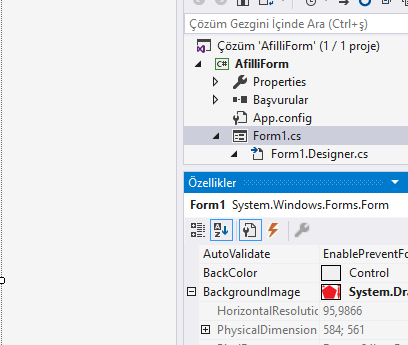 Çözüm Gezgini İçinde Ara (Ctrl+ş)
Çözüm 'AfilliForm' (1 / 1 proje)
C# AfilliForm
Properties
Başvurular
App.config
Form1.cs
Form1.Designer.cs
Özellikler
Form1 System.Windows.Forms.Form
AutoValidate EnablePreventFo
BackColor Control
BackgroundImage System.Dra
HorizontalResolutio 95,9866
PhysicalDimension 584; 561